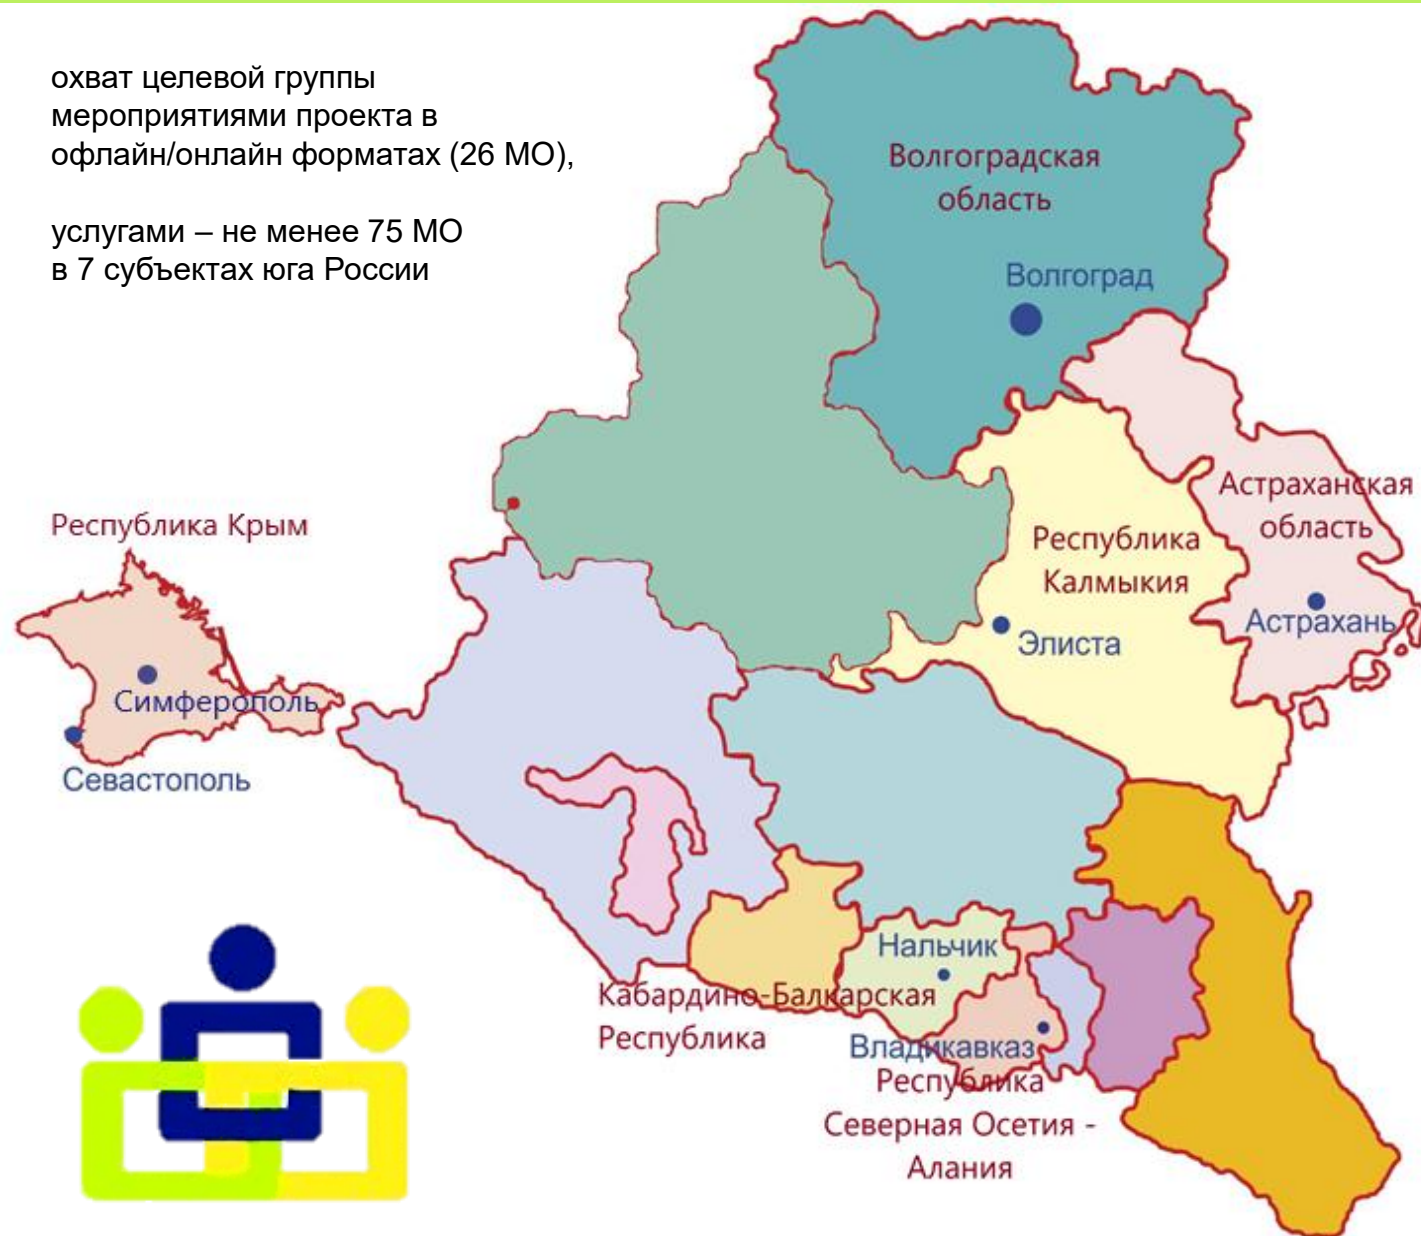 охват целевой группы
мероприятиями проекта в
офлайн/онлайн форматах (26 МО),
услугами – не менее 75 МО
в 7 субъектах юга России
Волгоградская
область
Волгоград
Астраханская
область
Астрахань
Республика
Калмыкия
Элиста
Республика Крым
Симферополь
Севастополь
Нальчик
Кабардино-Балкарская
Республика
Владикавказ
Республика
Северная Осетия -
Алания